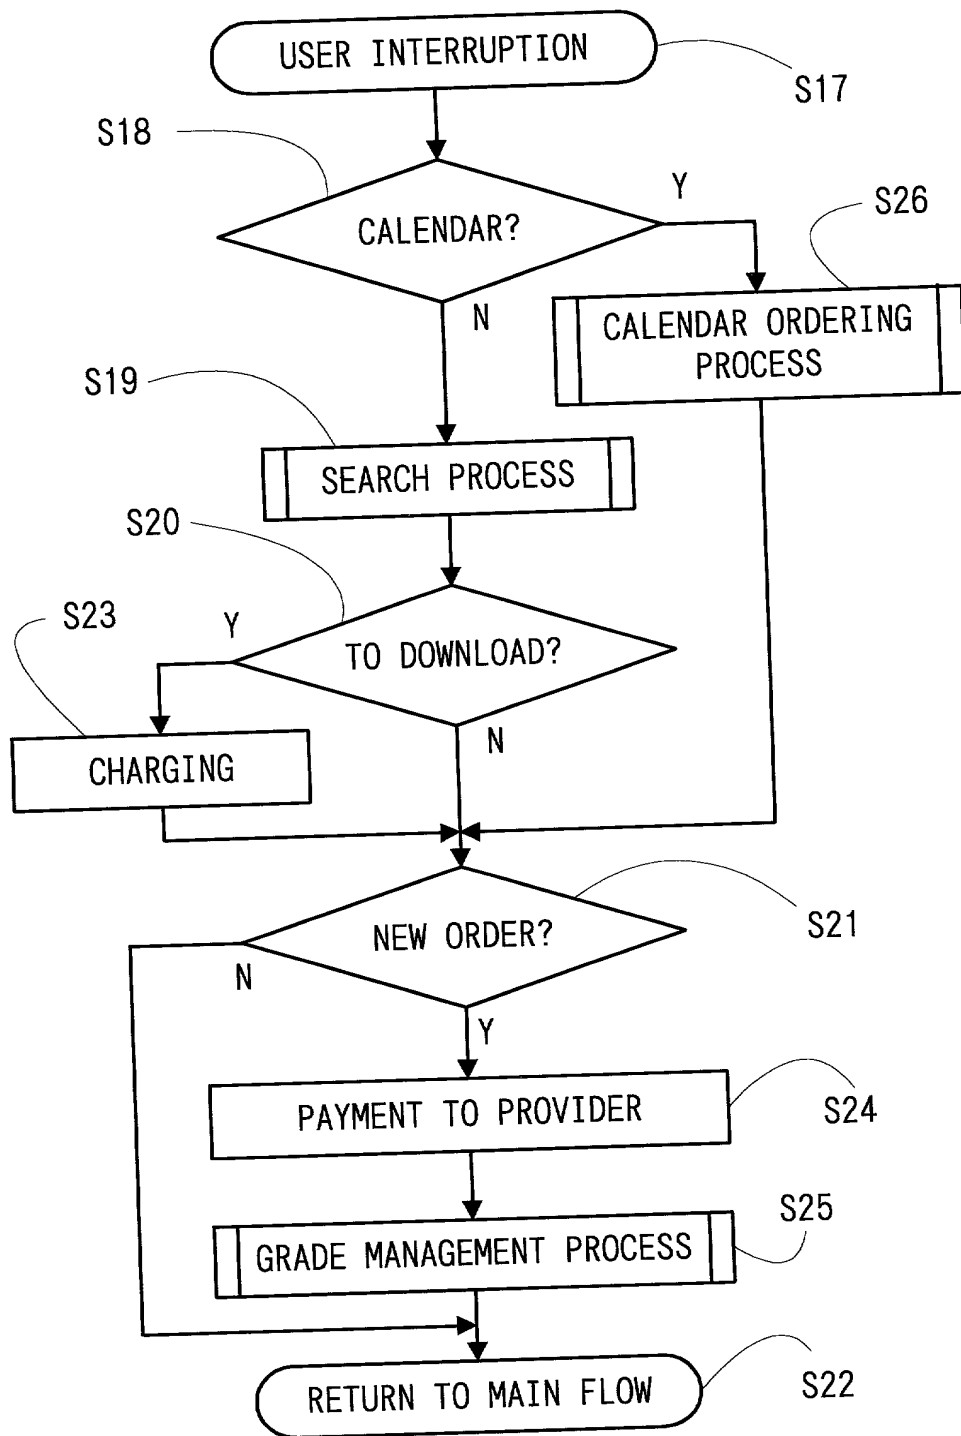 USER INTERRUPTION
S17
S18
CALENDAR?
Y
S26
N
CALENDAR ORDERING
PROCESS
S19
SEARCH PROCESS
S20
S23
Y
TO DOWNLOAD?
N
CHARGING
S21
NEW ORDER?
N
Y
PAYMENT TO PROVIDER
S24
S25
GRADE MANAGEMENT PROCESS
RETURN TO MAIN FLOW
S22